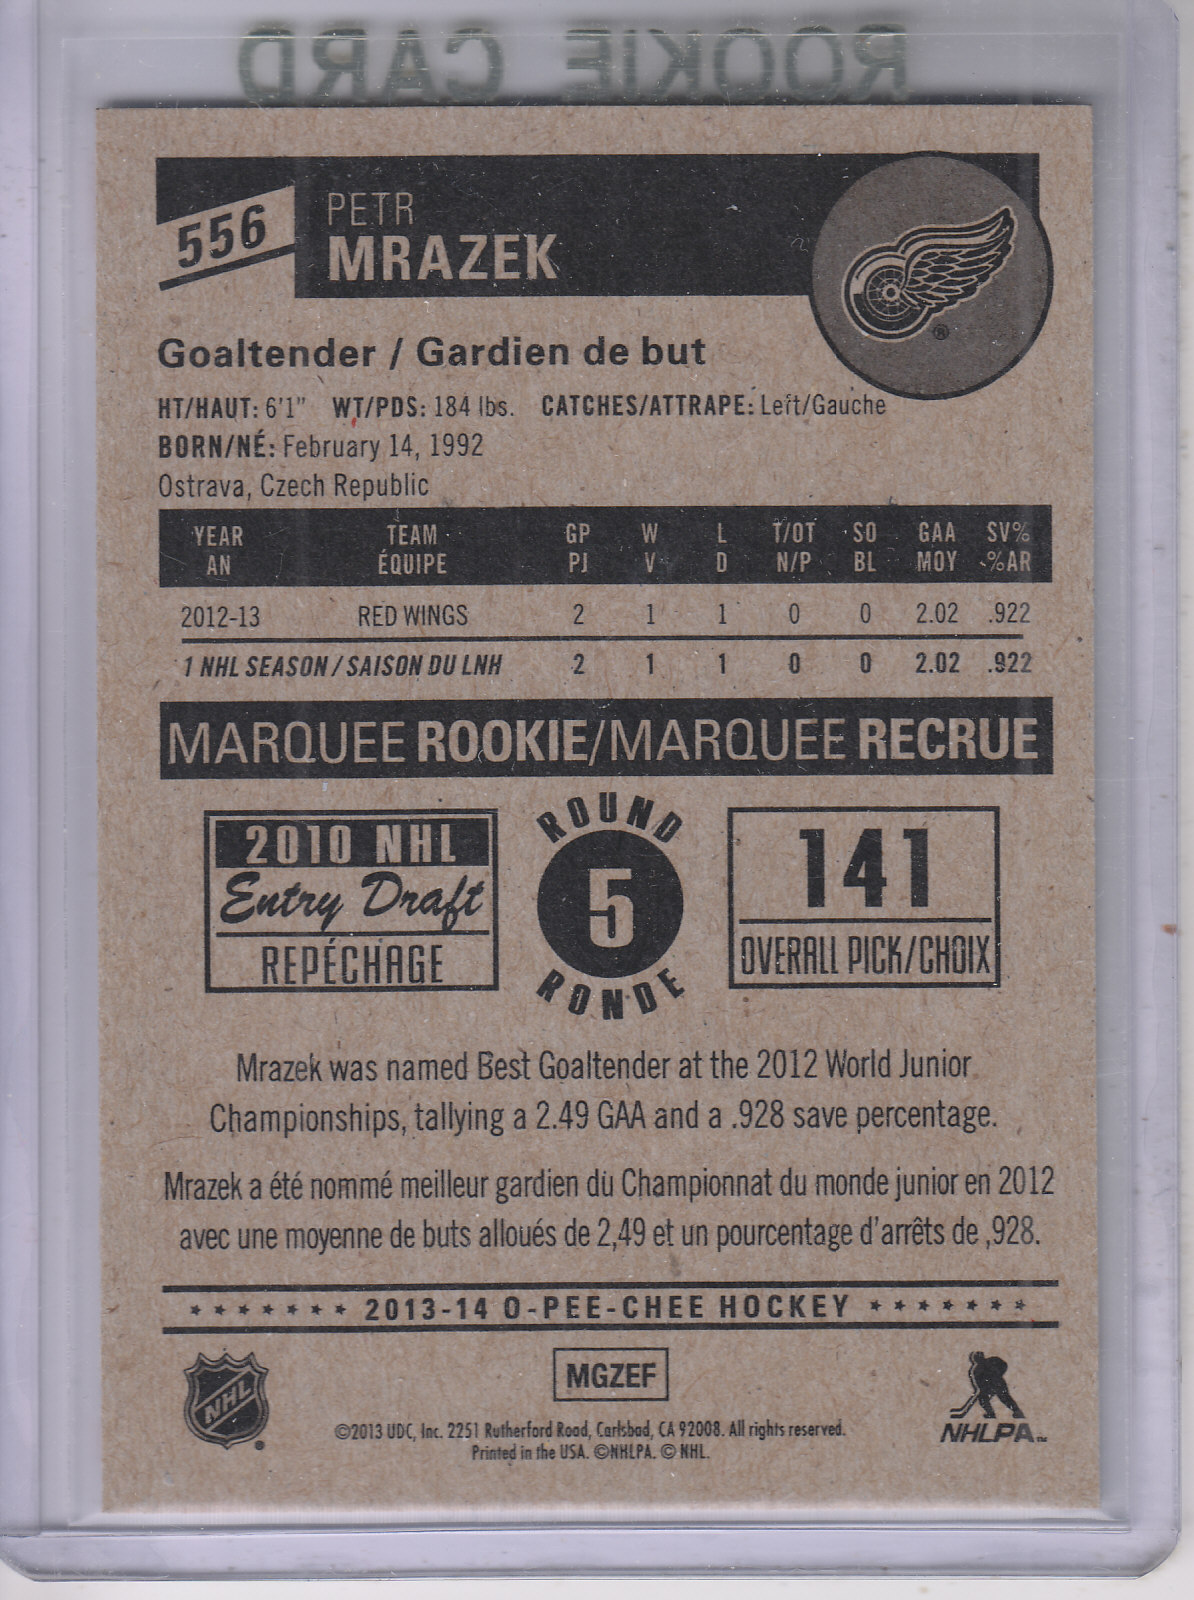 ROOKIE CARD
556
PETR
MRAZEK
®
Goaltender / Gardien de but
HT/HAUT: 6'1" WT/PDS: 184 lbs. CATCHES/ATTRAPE: Left/Gauche
BORN/NÉ: February 14, 1992
Ostrava, Czech Republic
YEAR TEAM GP W L T/OT SO GAA SV%
AN ÉQUIPE PJ V D N/P BL MOY %AR
2012-13 RED WINGS 2 1 1 0 0 2.02 .922
1 NHL SEASON / SAISON DU LNH 2 1 1 0 0 2.02 .922
MARQUEE ROOKIE/MARQUEE RECRUE
2010 NHL
Entry Draft
REPÉCHAGE
ROUND
5
RONDE
141
OVERALL PICK/CHOIX
Mrazek was named Best Goaltender at the 2012 World Junior
Championships, tallying a 2.49 GAA and a .928 save percentage.
Mrazek a été nommé meilleur gardien du Championnat du monde junior en 2012
avec une moyenne de buts alloués de 2,49 et un pourcentage d'arrêts de ,928.
★ ★ ★ ★ ★ ★ ★ 2013-14 O-PEE-CHEE HOCKEY ★ ★ ★ ★ ★ ★ ★
NHL ®
MGZEF
©2013 UDC, Inc. 2251 Rutherford Road, Carlsbad, CA 92008. All rights reserved.
Printed in the USA. ©NHLPA. © NHL.
NHLPA™